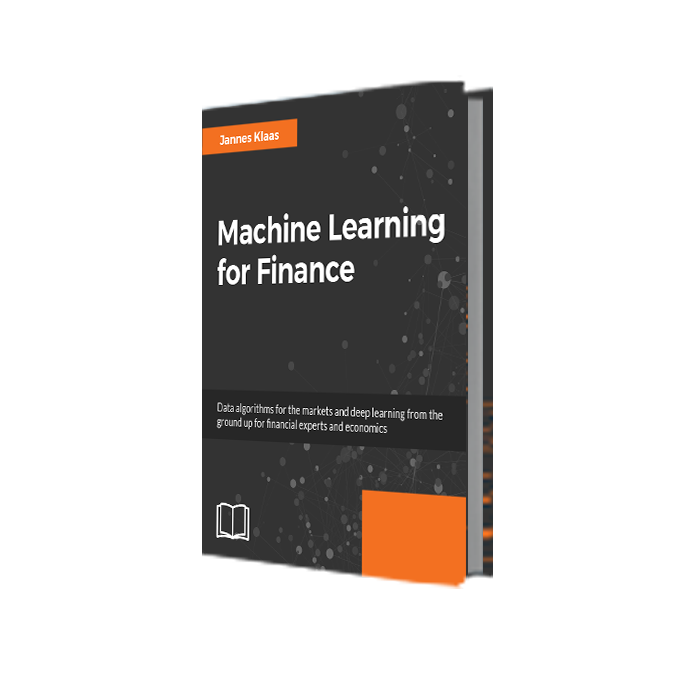 Jannes Klaas
Machine Learning
for Finance
Data algorithms for the markets and deep learning from the
ground up for financial experts and economics